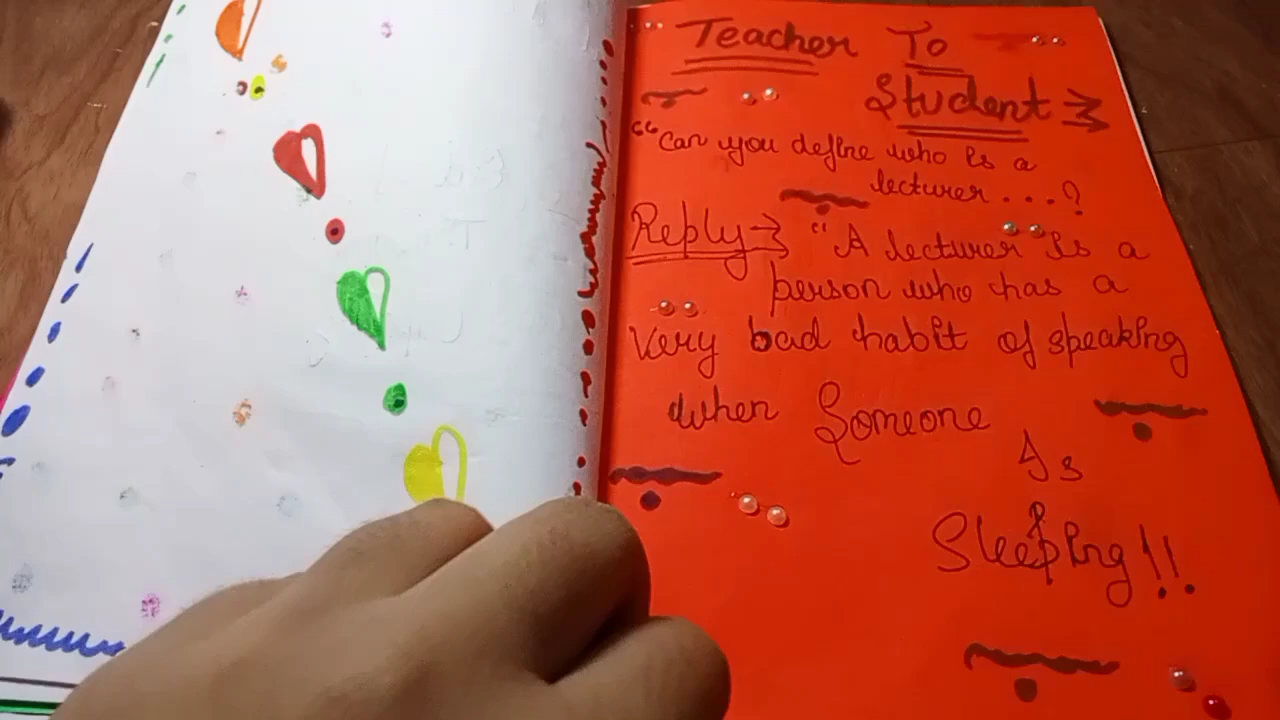 Teacher To
Student
"Can you define who is a
lecturer....?
Reply → "A lecturer is a
person who has a
very bad habit of speaking
when Someone
Is
Sleeping!!